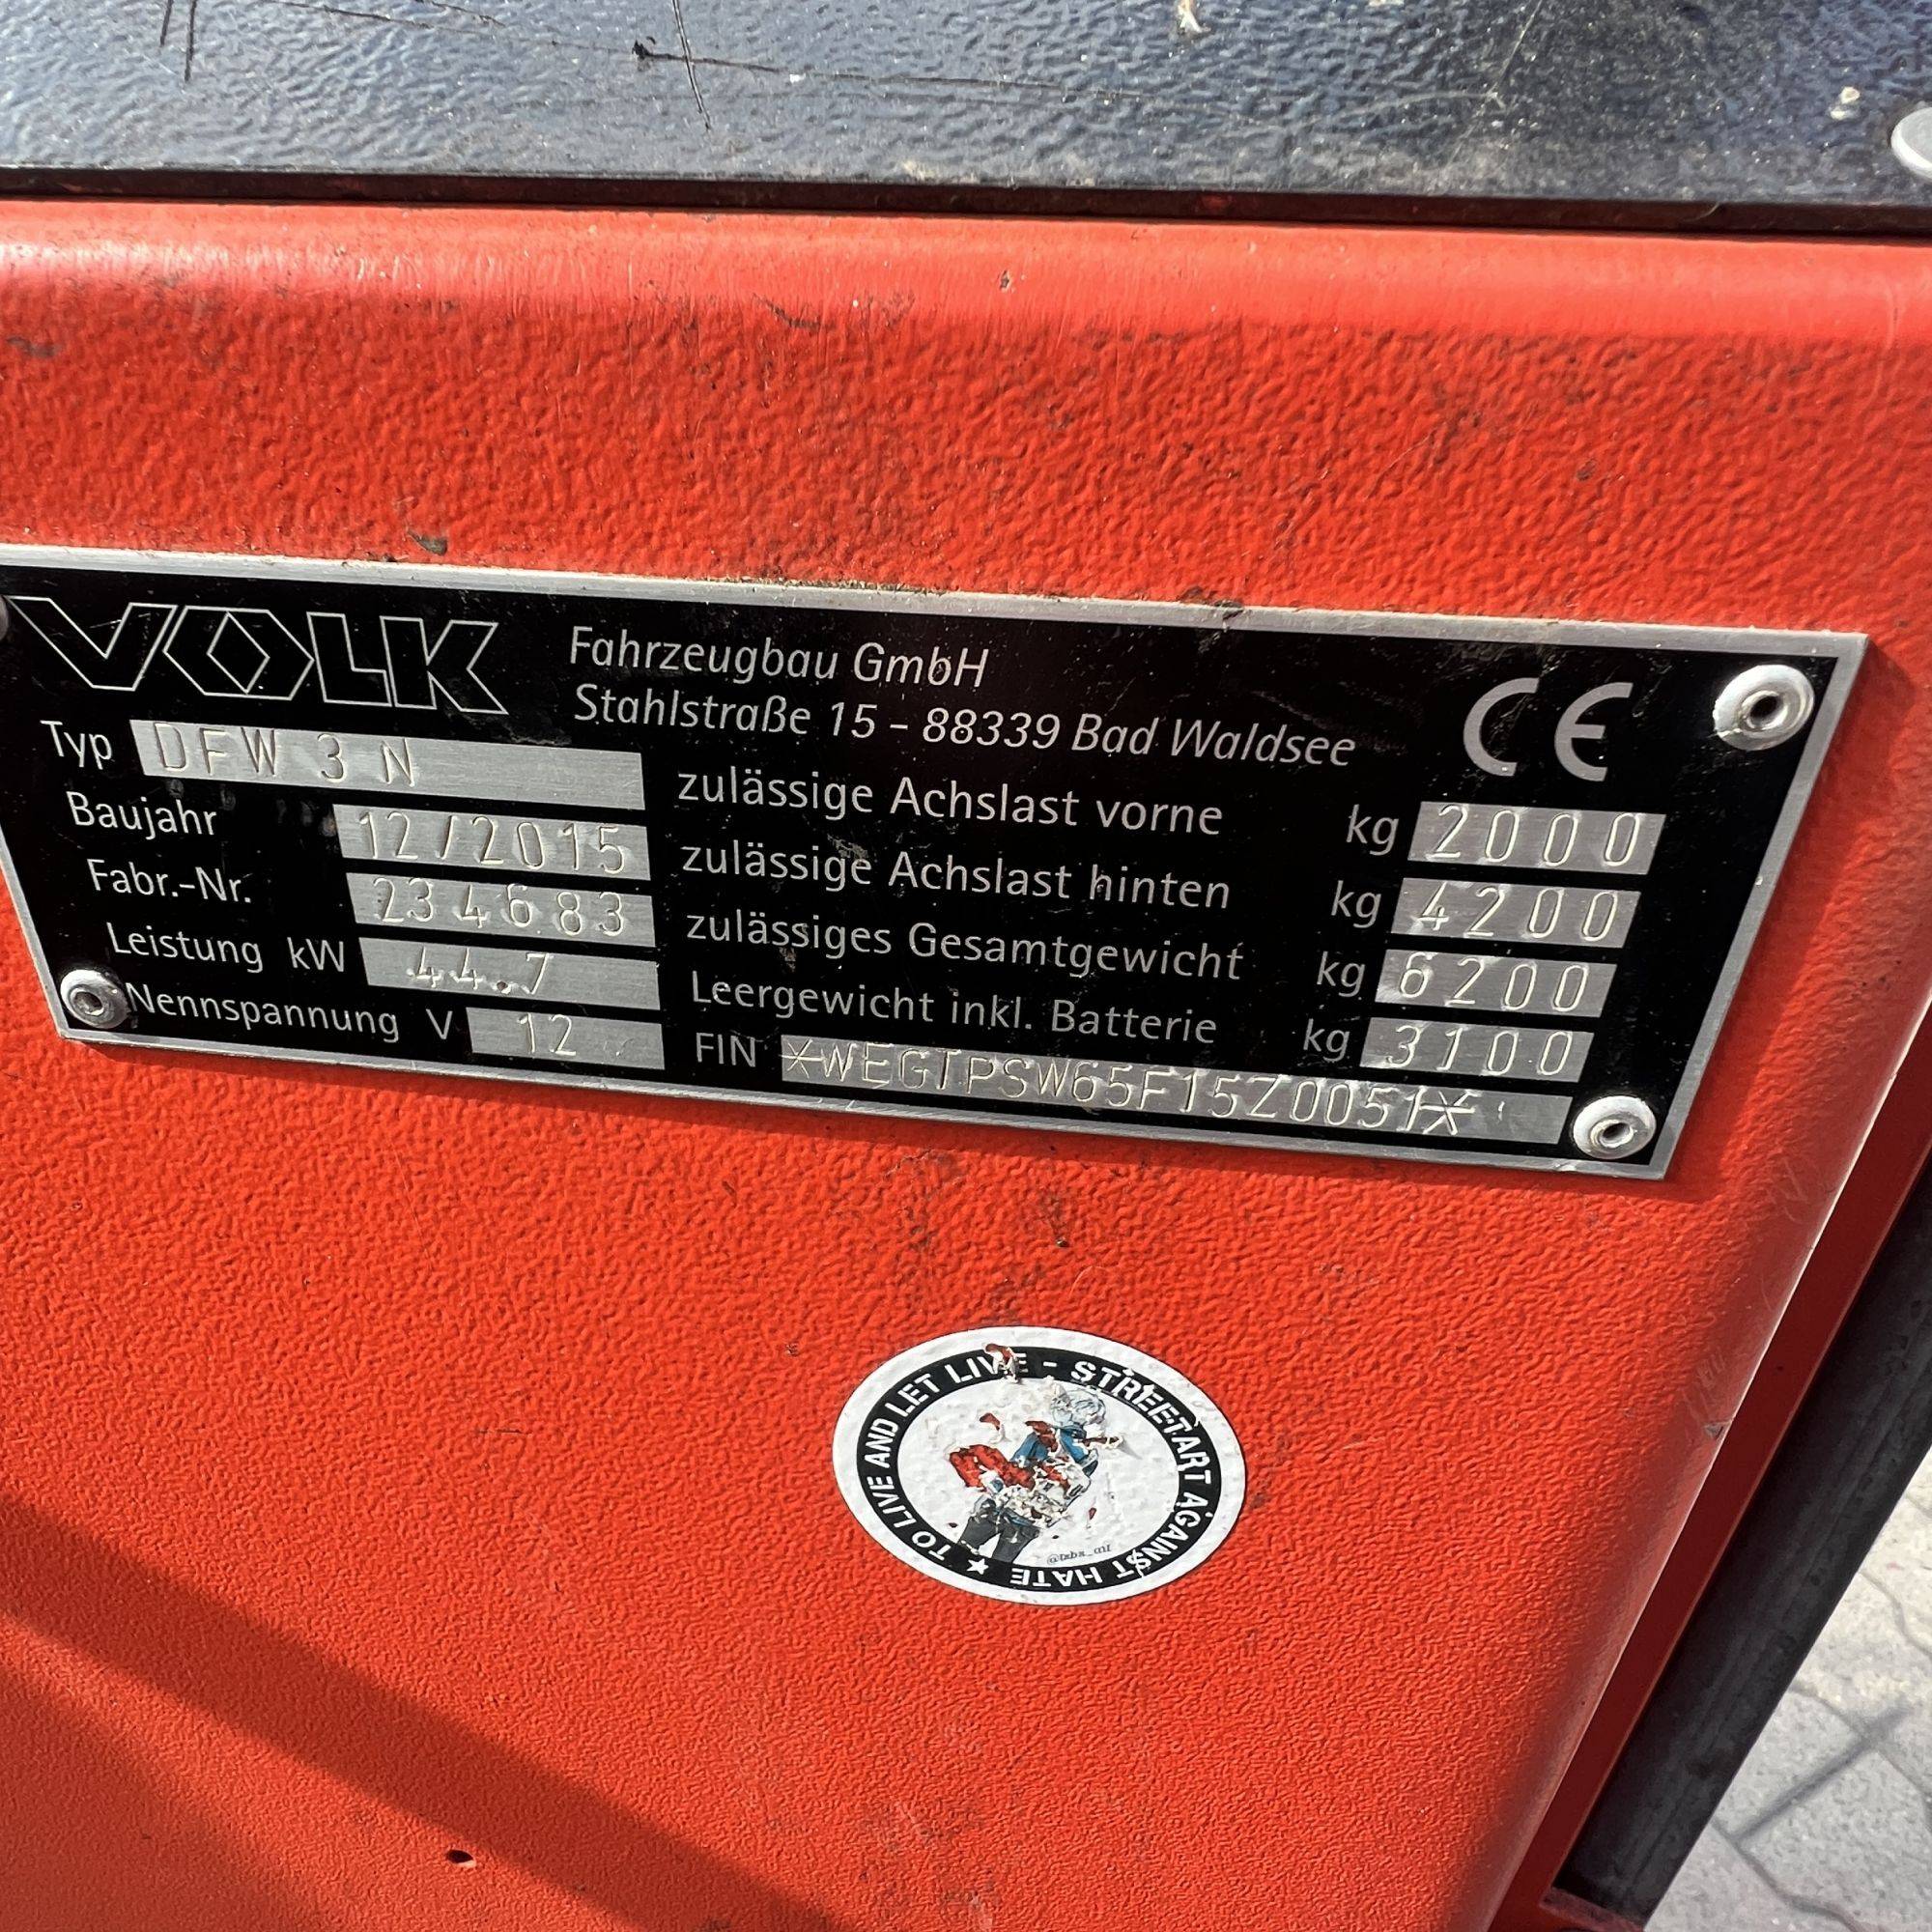 VOLK
Fahrzeugbau GmbH
Stahlstraße 15 – 88339 Bad Waldsee
CE
Typ DFW 3 N
Baujahr 12/2015
Fabr.-Nr. 234683
Leistung kW 44.7
Nennspannung V 12
zulässige Achslast vorne kg 2000
zulässige Achslast hinten kg 4200
zulässiges Gesamtgewicht kg 6200
Leergewicht inkl. Batterie kg 3100
FIN *WEGTPSW65F15Z0051*
★ TO LIVE AND LET LIVE - STREETART AGAINST HATE